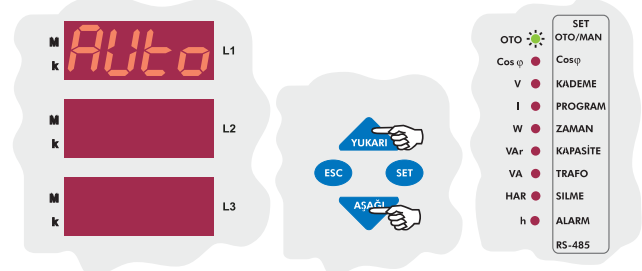 M
k
AUto
L1
M
k
L2
M
k
L3
YUKARI
ESC
SET
AŞAĞI
SET
OTO OTO/MAN
Cos φ Cosφ
V KADEME
I PROGRAM
W ZAMAN
VAr KAPASİTE
VA TRAFO
HAR SILME
h ALARM
RS-485